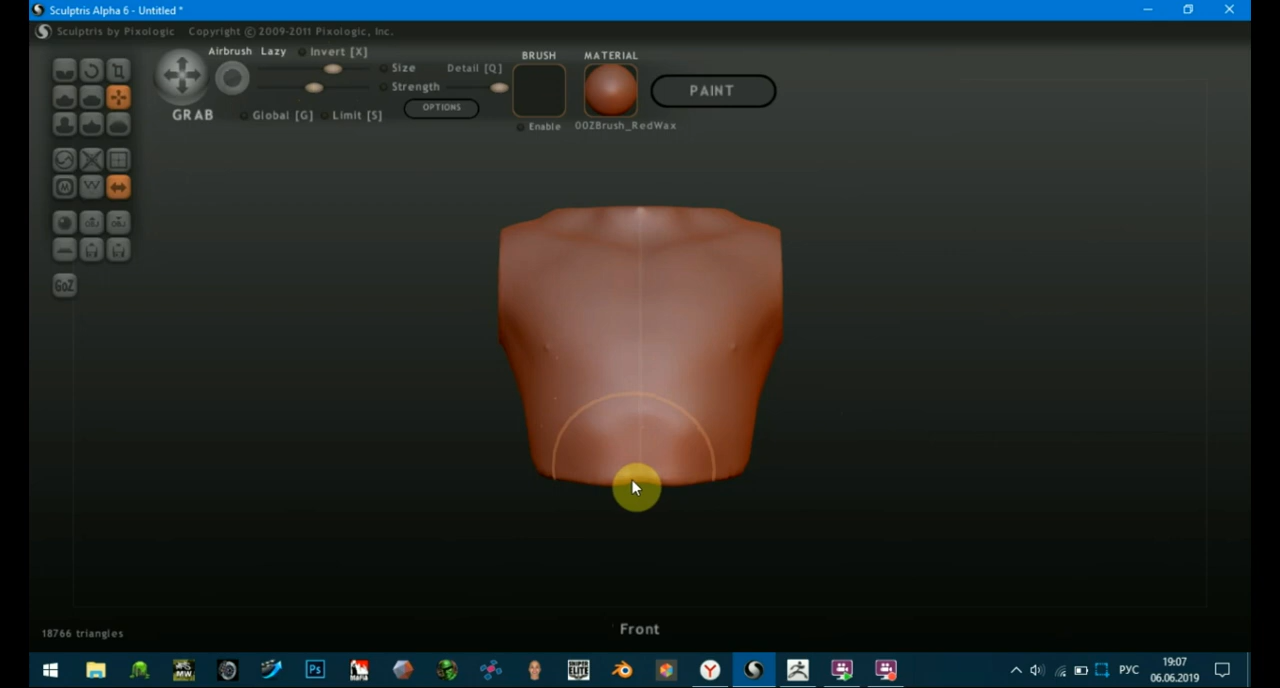 Sculptris Alpha 6 - Untitled *
Sculptris by Pixologic Copyright © 2009-2011 Pixologic, Inc.
Airbrush Lazy Invert [X]
Size Detail [Q]
Strength
OPTIONS
GRAB
Global [G] Limit [S]
BRUSH
Enable
MATERIAL
00ZBrush_RedWax
PAINT
GoZ
18766 triangles
Front
Ps
РУС
19:07
06.06.2019